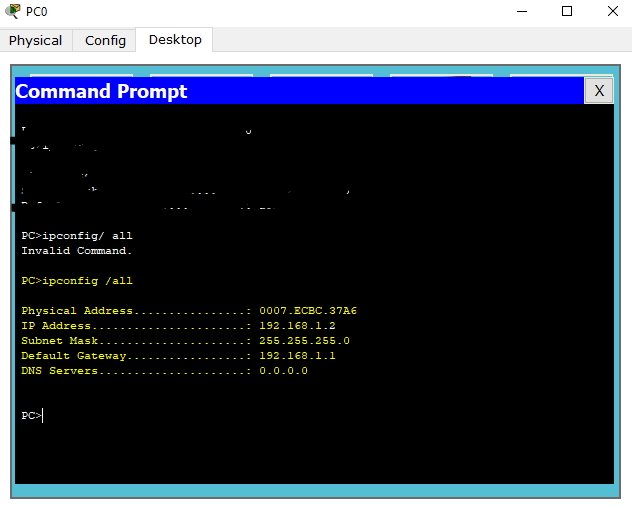 PC0
Physical Config Desktop
Command Prompt X
PC>ipconfig/ all
Invalid Command.
PC>ipconfig /all
Physical Address................: 0007.ECBC.37A6
IP Address......................: 192.168.1.2
Subnet Mask.....................: 255.255.255.0
Default Gateway.................: 192.168.1.1
DNS Servers.....................: 0.0.0.0
PC>